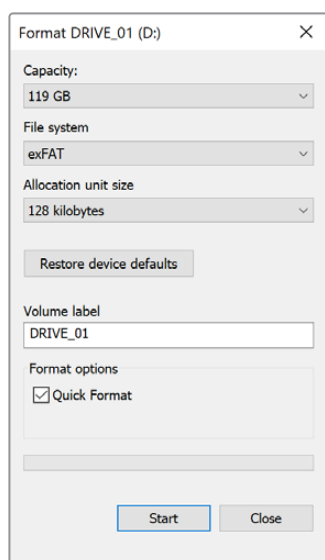 Format DRIVE_01 (D:)
Capacity:
119 GB
File system
exFAT
Allocation unit size
128 kilobytes
Restore device defaults
Volume label
DRIVE_01
Format options
Quick Format
Start Close